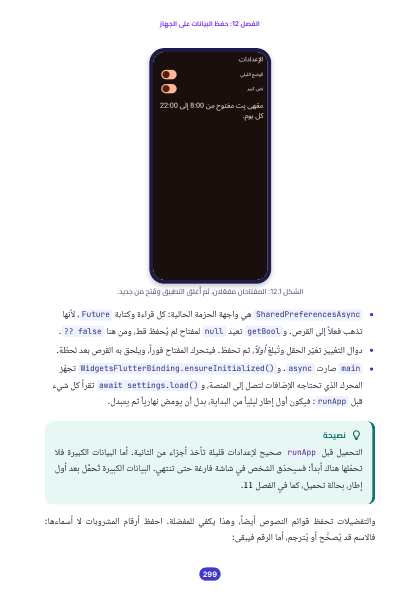 الفصل 12: حفظ البيانات على الجهاز
الإعدادات
الوضع الليلي
نص كبير
مقهى بِت مفتوح من 8:00 إلى 22:00
كل يوم.
الشكل 12.1: المفتاحان مفعّلان، ثم أُغلق التطبيق وفُتح من جديد.
• SharedPreferencesAsync هي واجهة الحزمة الحالية: كل قراءة وكتابة Future، لأنها
تذهب فعلاً إلى القرص. و getBool تعيد null لمفتاح لم يُحفظ قط، ومن هنا ?? false.
• دوال التغيير تغيّر الحقل وتُبلغ أولاً، ثم تحفظ. فيتحرك المفتاح فوراً، ويلحق به القرص بعد لحظة.
• main صارت async. و WidgetsFlutterBinding.ensureInitialized() تجهّز
المحرك الذي تحتاجه الإضافات لتصل إلى المنصة، و await settings.load() تقرأ كل شيء
قبل runApp: فيكون أول إطار ليلياً من البداية، بدل أن يومض نهارياً ثم يتبدل.
نصيحة
التحميل قبل runApp صحيح لإعدادات قليلة تأخذ أجزاء من الثانية. أما البيانات الكبيرة فلا
تحمّلها هناك أبداً: فسيحدّق الشخص في شاشة فارغة حتى تنتهي. البيانات الكبيرة تُحمَّل بعد أول
إطار بحالة تحميل، كما في الفصل 11.
والتفضيلات تحفظ قوائم النصوص أيضاً، وهذا يكفي للمفضلة. احفظ أرقام المشروبات لا أسماءها:
فالاسم قد يُصحَّح أو يُترجم، أما الرقم فيبقى:
299